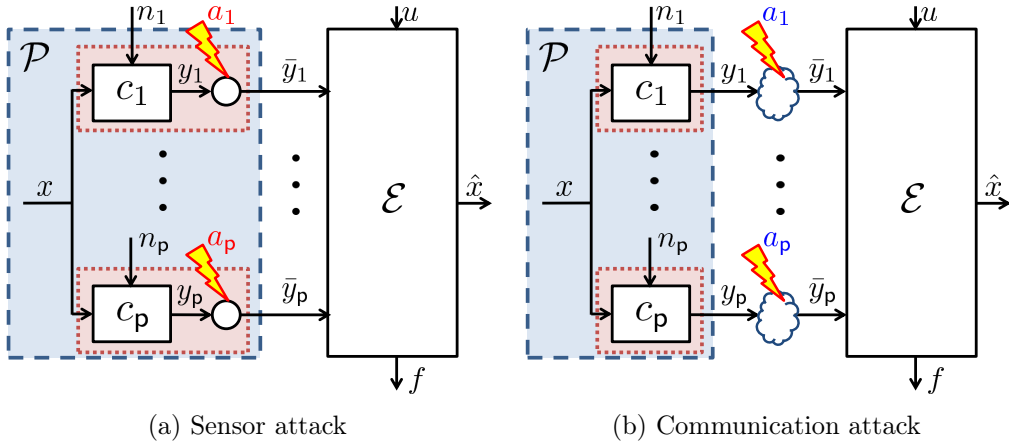 n₁ a₁ u n₁ a₁ u
𝒫 y₁ ȳ₁ 𝒫 y₁ ȳ₁
c₁ c₁
x ℰ x̂ x ℰ x̂
nₚ aₚ nₚ aₚ
yₚ ȳₚ yₚ ȳₚ
cₚ cₚ
f f
(a) Sensor attack (b) Communication attack